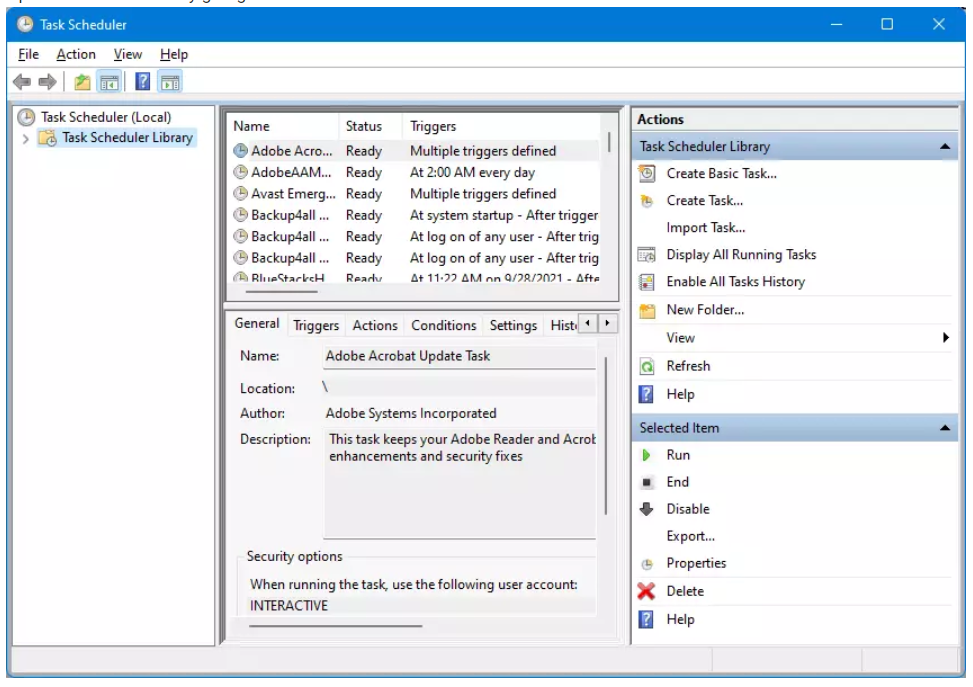 Task Scheduler
File Action View Help
Task Scheduler (Local)
Task Scheduler Library
Name Status Triggers
Adobe Acro... Ready Multiple triggers defined
AdobeAAM... Ready At 2:00 AM every day
Avast Emerg... Ready Multiple triggers defined
Backup4all ... Ready At system startup - After trigger
Backup4all ... Ready At log on of any user - After trig
Backup4all ... Ready At log on of any user - After trig
BlueStacksH Ready At 11:22 AM on 9/28/2021 - Afte
General Triggers Actions Conditions Settings Hist
Name: Adobe Acrobat Update Task
Location: \
Author: Adobe Systems Incorporated
Description: This task keeps your Adobe Reader and Acrob
enhancements and security fixes
Security options
When running the task, use the following user account:
INTERACTIVE
Actions
Task Scheduler Library
Create Basic Task...
Create Task...
Import Task...
Display All Running Tasks
Enable All Tasks History
New Folder...
View
Refresh
Help
Selected Item
Run
End
Disable
Export...
Properties
Delete
Help